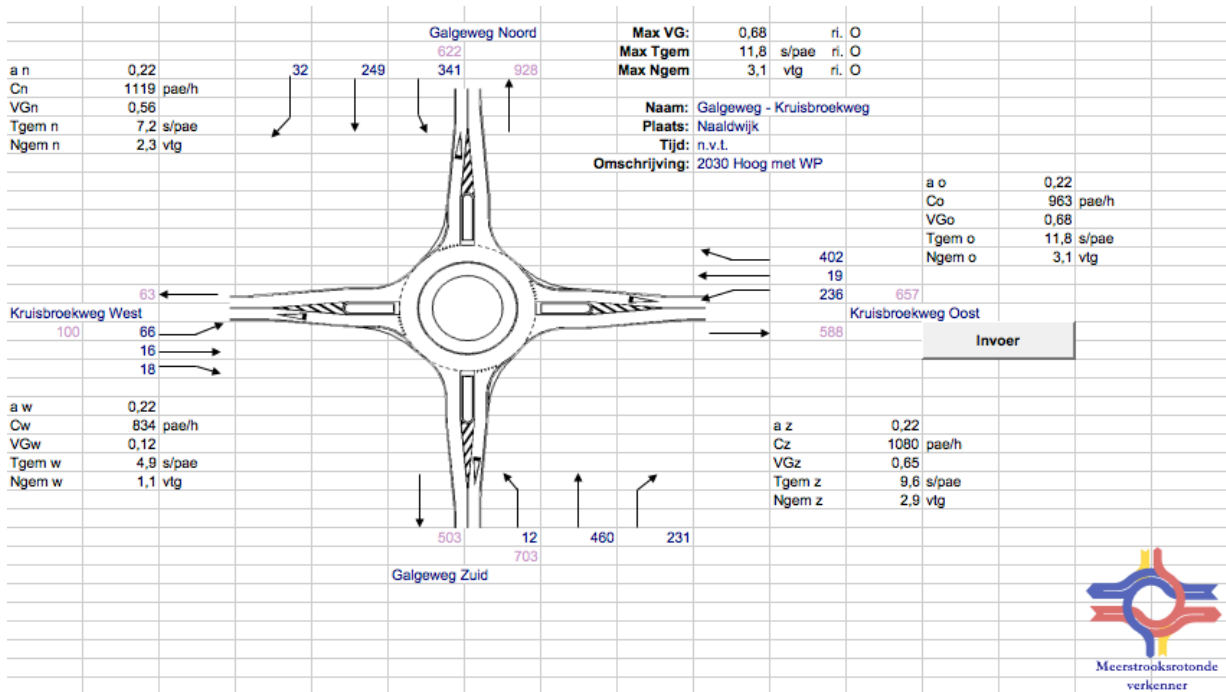 Galgeweg Noord
Max VG: 0,68 ri. O
622
Max Tgem 11,8 s/pae ri. O
a n 0,22
32 249 341 928
Max Ngem 3,1 vtg ri. O
Cn 1119 pae/h
VGn 0,56
Naam: Galgeweg - Kruisbroekweg
Tgem n 7,2 s/pae
Plaats: Naaldwijk
Ngem n 2,3 vtg
Tijd: n.v.t.
Omschrijving: 2030 Hoog met WP
a o 0,22
Co 963 pae/h
VGo 0,68
Tgem o 11,8 s/pae
Ngem o 3,1 vtg
402
19
236 657
63
Kruisbroekweg West
Kruisbroekweg Oost
100 66
588
16
18
Invoer
a w 0,22
Cw 834 pae/h
VGw 0,12
Tgem w 4,9 s/pae
Ngem w 1,1 vtg
a z 0,22
Cz 1080 pae/h
VGz 0,65
Tgem z 9,6 s/pae
Ngem z 2,9 vtg
503 12 460 231
703
Galgeweg Zuid
Meerstrooksrotonde
verkenner